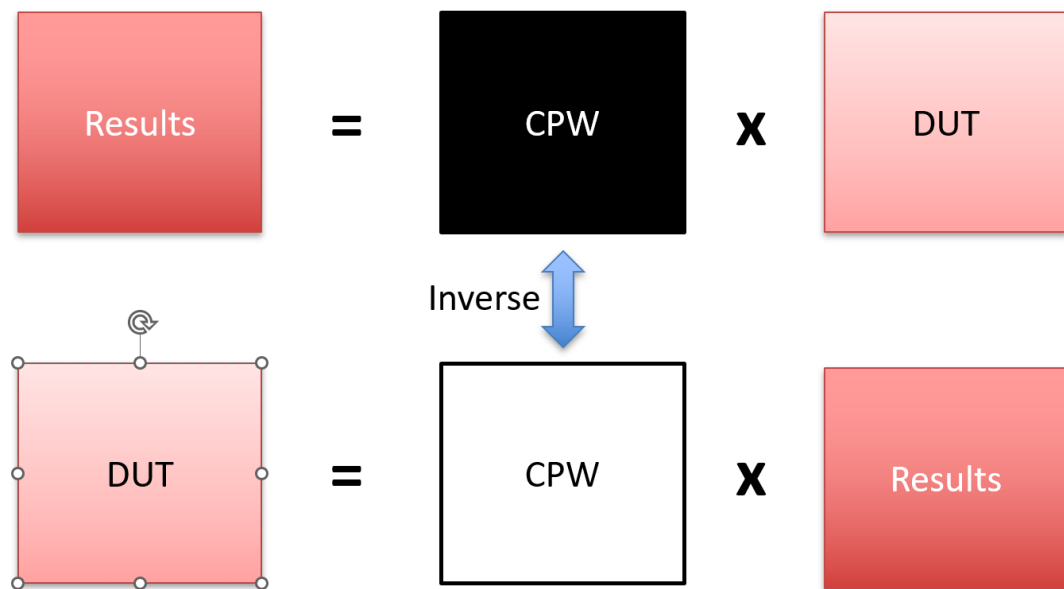 Results = CPW x DUT
Inverse
DUT = CPW x Results